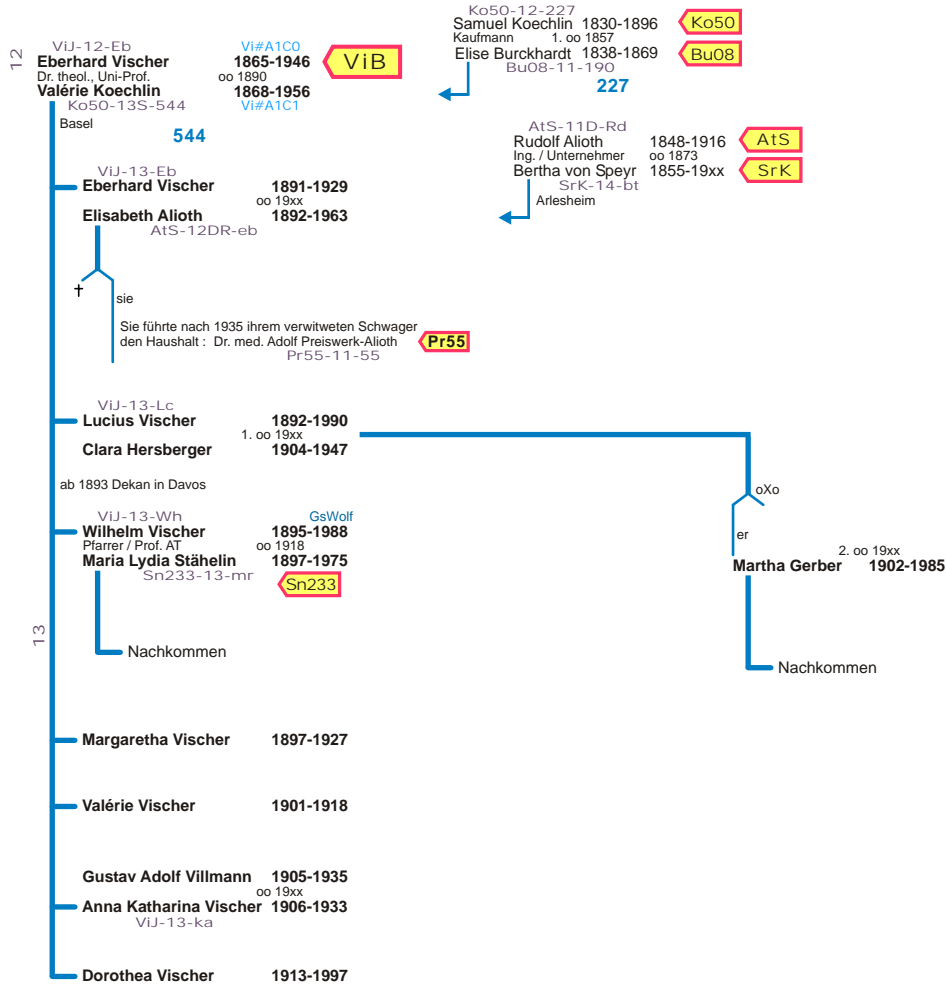 Ko50-12-227
Samuel Koechlin 1830-1896 Ko50
Kaufmann 1. oo 1857
Elise Burckhardt 1838-1869 Bu08
Bu08-11-190
227
12
ViJ-12-Eb Vi#A1C0
Eberhard Vischer 1865-1946 ViB
Dr. theol., Uni-Prof. oo 1890
Valérie Koechlin 1868-1956
Ko50-13S-544 Vi#A1C1
Basel
544
AtS-11D-Rd
Rudolf Alioth 1848-1916 AtS
Ing. / Unternehmer oo 1873
Bertha von Speyr 1855-19xx SrK
SrK-14-bt
Arlesheim
ViJ-13-Eb
Eberhard Vischer 1891-1929
oo 19xx
Elisabeth Alioth 1892-1963
AtS-12DR-eb
†
sie
Sie führte nach 1935 ihrem verwitweten Schwager
den Haushalt : Dr. med. Adolf Preiswerk-Alioth Pr55
Pr55-11-55
ViJ-13-Lc
Lucius Vischer 1892-1990
1. oo 19xx
Clara Hersberger 1904-1947
oXo
er
2. oo 19xx
Martha Gerber 1902-1985
Nachkommen
ab 1893 Dekan in Davos
ViJ-13-Wh GsWolf
Wilhelm Vischer 1895-1988
Pfarrer / Prof. AT oo 1918
Maria Lydia Stähelin 1897-1975
Sn233-13-mr Sn233
13
Nachkommen
Margaretha Vischer 1897-1927
Valérie Vischer 1901-1918
Gustav Adolf Villmann 1905-1935
oo 19xx
Anna Katharina Vischer 1906-1933
ViJ-13-ka
Dorothea Vischer 1913-1997